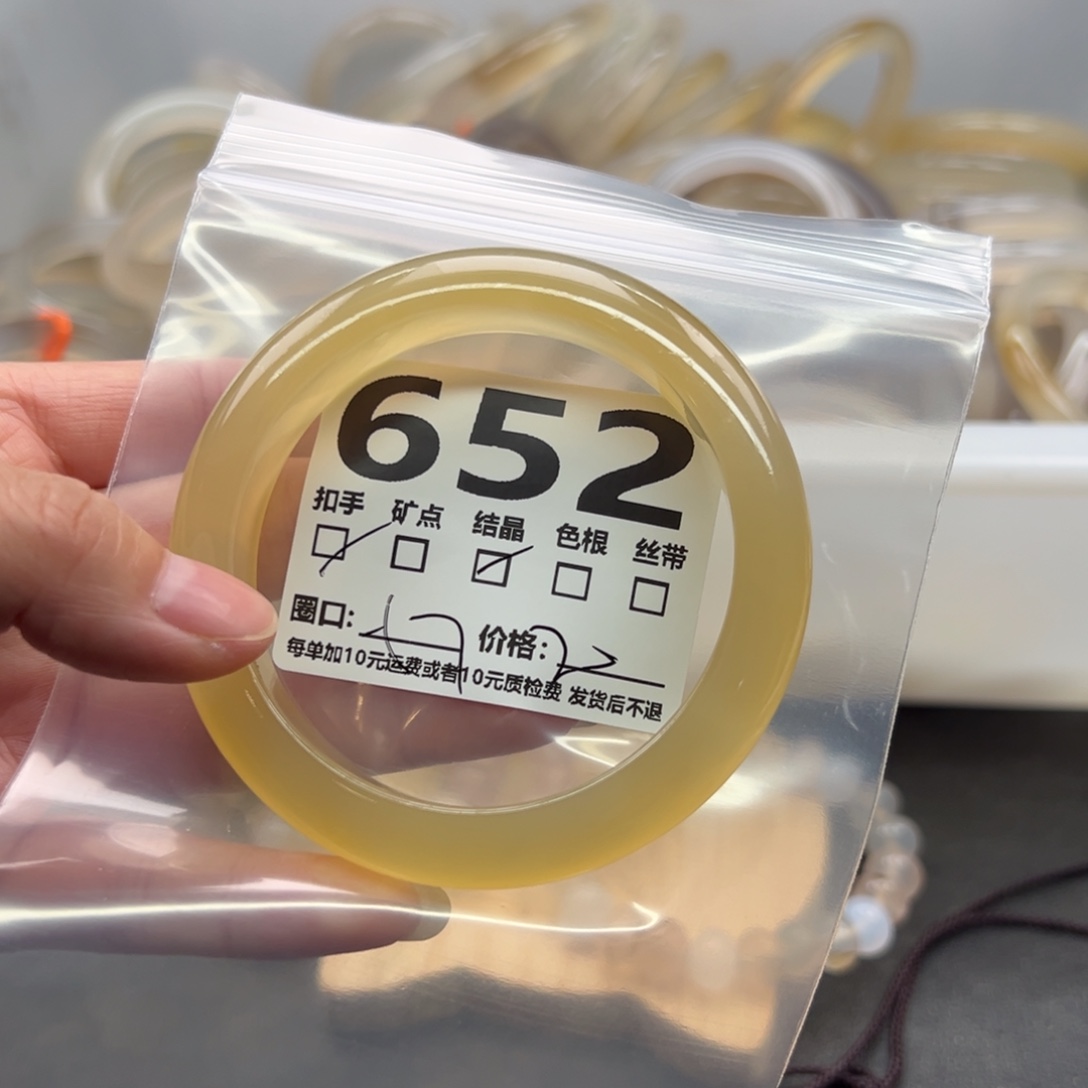 652
扣手 矿点 结晶 色根 丝带
圈口: 价格:
每单加10元运费或者10元质检费 发货后不退